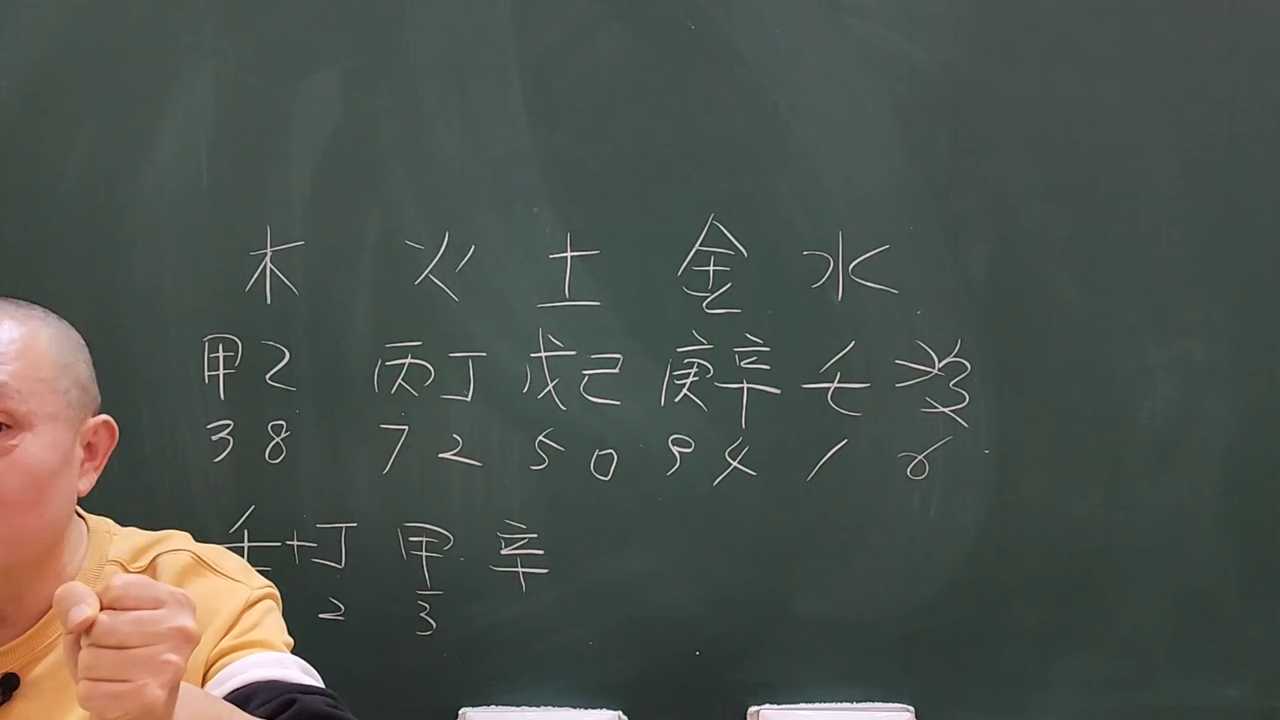 木 火 土 金 水
甲乙 丙丁 戊己 庚辛 壬 癸
3 8 7 2 5 0 9 4 1 6
壬+丁 甲 辛
2 3